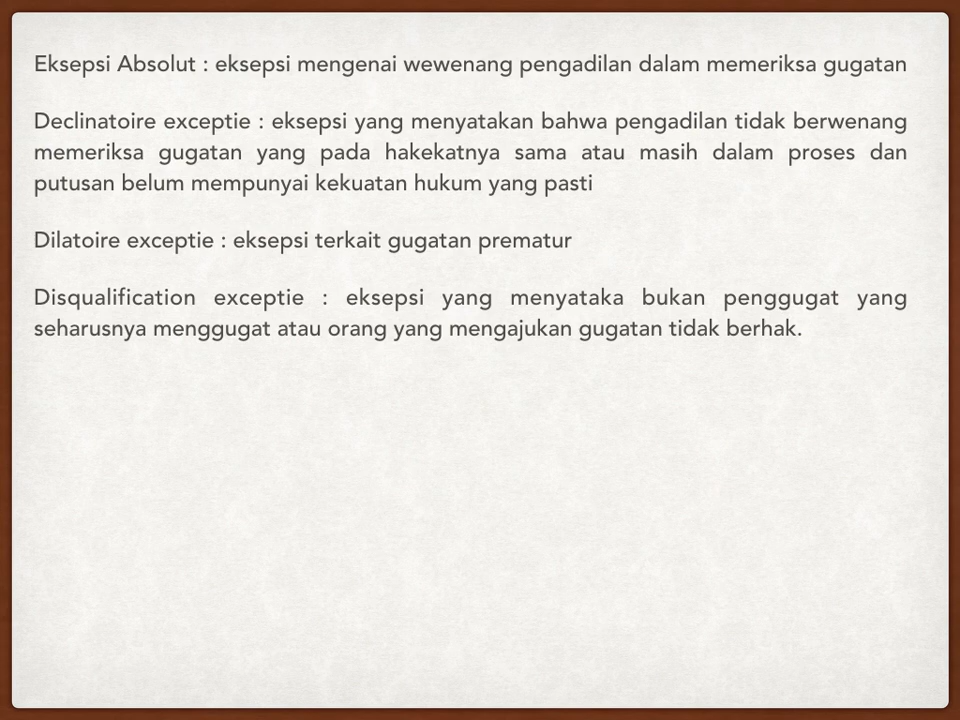 Eksepsi Absolut : eksepsi mengenai wewenang pengadilan dalam memeriksa gugatan
Declinatoire exceptie : eksepsi yang menyatakan bahwa pengadilan tidak berwenang
memeriksa gugatan yang pada hakekatnya sama atau masih dalam proses dan
putusan belum mempunyai kekuatan hukum yang pasti
Dilatoire exceptie : eksepsi terkait gugatan prematur
Disqualification exceptie : eksepsi yang menyataka bukan penggugat yang
seharusnya menggugat atau orang yang mengajukan gugatan tidak berhak.